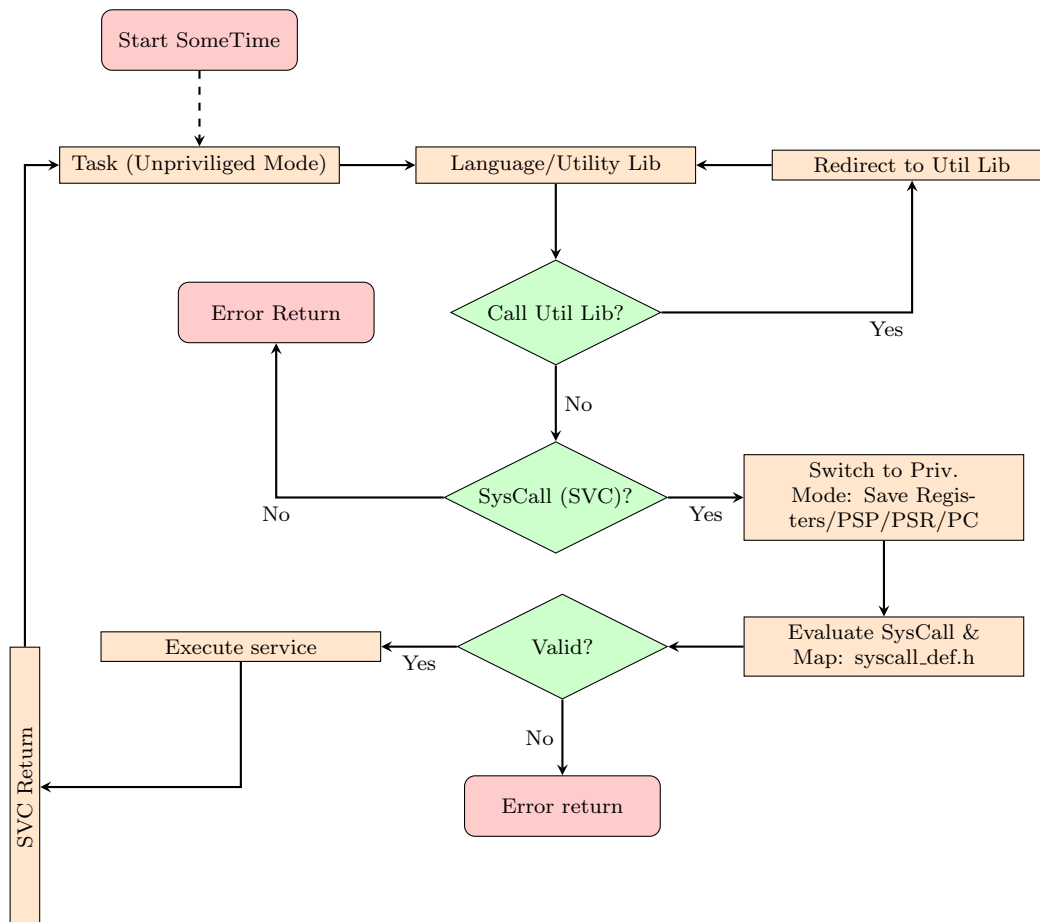 Start SomeTime
Task (Unpriviliged Mode)
Language/Utility Lib
Redirect to Util Lib
Error Return
Call Util Lib?
Yes
No
SysCall (SVC)?
No
Yes
Switch to Priv.
Mode: Save Regis-
ters/PSP/PSR/PC
Execute service
Yes
Valid?
Evaluate SysCall &
Map: syscall_def.h
No
SVC Return
Error return